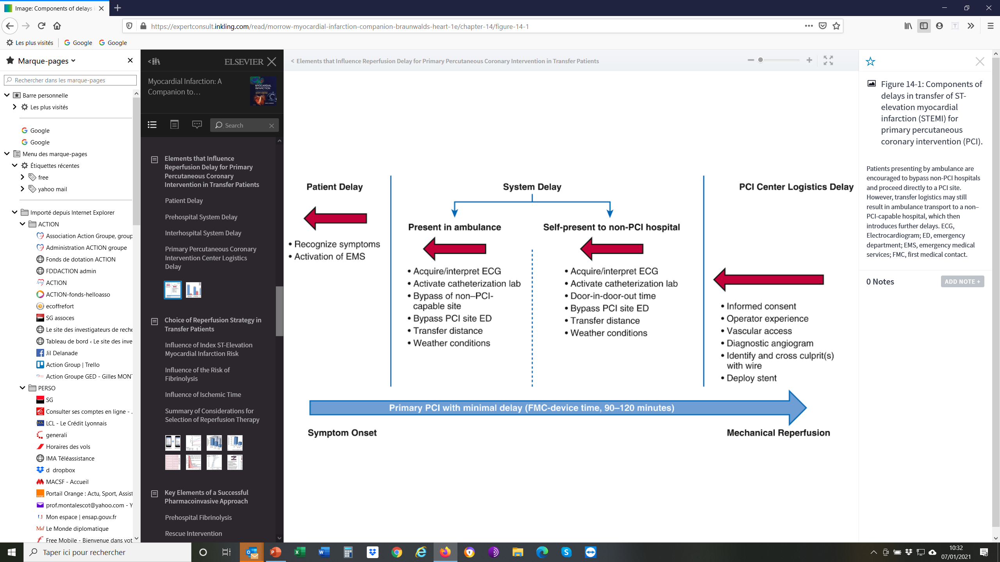 Image: Components of delays i
https://expertconsult.inkling.com/read/morrow-myocardial-infarction-companion-braunwalds-heart-1e/chapter-14/figure-14-1
Les plus visités
Google
Google
Marque-pages
Rechercher dans les marque-pages
Barre personnelle
Les plus visités
Google
Google
Menu des marque-pages
Étiquettes récentes
free
yahoo mail
Importé depuis Internet Explorer
ACTION
Association Action Groupe, group
Administration ACTION groupe
Fonds de dotation ACTION
FDDACTION admin
ACTION
ACTION-fonds-helloasso
ecoffrefort
SG assoces
Le site des investigateurs de reche
Tableau de bord ‹ Le site des inve
Jil Delanade
Action Group | Trello
Action Groupe GED - Gilles MONT
PERSO
SG
Consulter ses comptes en ligne - .
LCL - Le Crédit Lyonnais
generali
Horaires des vols
IMA Téléassistance
d dropbox
MACSF - Accueil
Portail Orange : Actu, Sport, Assist
prof.montalescot@yahoo.com - Y
Mon espace | ensap.gouv.fr
Le Monde diplomatique
Free Mobile - Bienvenue dans vot
ELSEVIER
Myocardial Infarction: A
Companion to…
MYOCARDIAL
INFARCTION
Search
Elements that Influence
Reperfusion Delay for Primary
Percutaneous Coronary
Intervention in Transfer Patients
Patient Delay
Prehospital System Delay
Interhospital System Delay
Primary Percutaneous Coronary
Intervention Center Logistics
Delay
Choice of Reperfusion Strategy in
Transfer Patients
Influence of Index ST-Elevation
Myocardial Infarction Risk
Influence of the Risk of
Fibrinolysis
Influence of Ischemic Time
Summary of Considerations for
Selection of Reperfusion Therapy
Key Elements of a Successful
Pharmacoinvasive Approach
Prehospital Fibrinolysis
Rescue Intervention
< Elements that Influence Reperfusion Delay for Primary Percutaneous Coronary Intervention in Transfer Patients
Patient Delay
• Recognize symptoms
• Activation of EMS
System Delay
Present in ambulance
• Acquire/interpret ECG
• Activate catheterization lab
• Bypass of non–PCI-
capable site
• Bypass PCI site ED
• Transfer distance
• Weather conditions
Self-present to non-PCI hospital
• Acquire/interpret ECG
• Activate catheterization lab
• Door-in-door-out time
• Bypass PCI site ED
• Transfer distance
• Weather conditions
PCI Center Logistics Delay
• Informed consent
• Operator experience
• Vascular access
• Diagnostic angiogram
• Identify and cross culprit(s)
with wire
• Deploy stent
Primary PCI with minimal delay (FMC-device time, 90–120 minutes)
Symptom Onset
Mechanical Reperfusion
Figure 14-1: Components of
delays in transfer of ST-
elevation myocardial
infarction (STEMI) for
primary percutaneous
coronary intervention (PCI).
Patients presenting by ambulance are
encouraged to bypass non-PCI hospitals
and proceed directly to a PCI site.
However, transfer logistics may still
result in ambulance transport to a non–
PCI-capable hospital, which then
introduces further delays. ECG,
Electrocardiogram; ED, emergency
department; EMS, emergency medical
services; FMC, first medical contact.
0 Notes
ADD NOTE +
Taper ici pour rechercher
10:32
07/01/2021